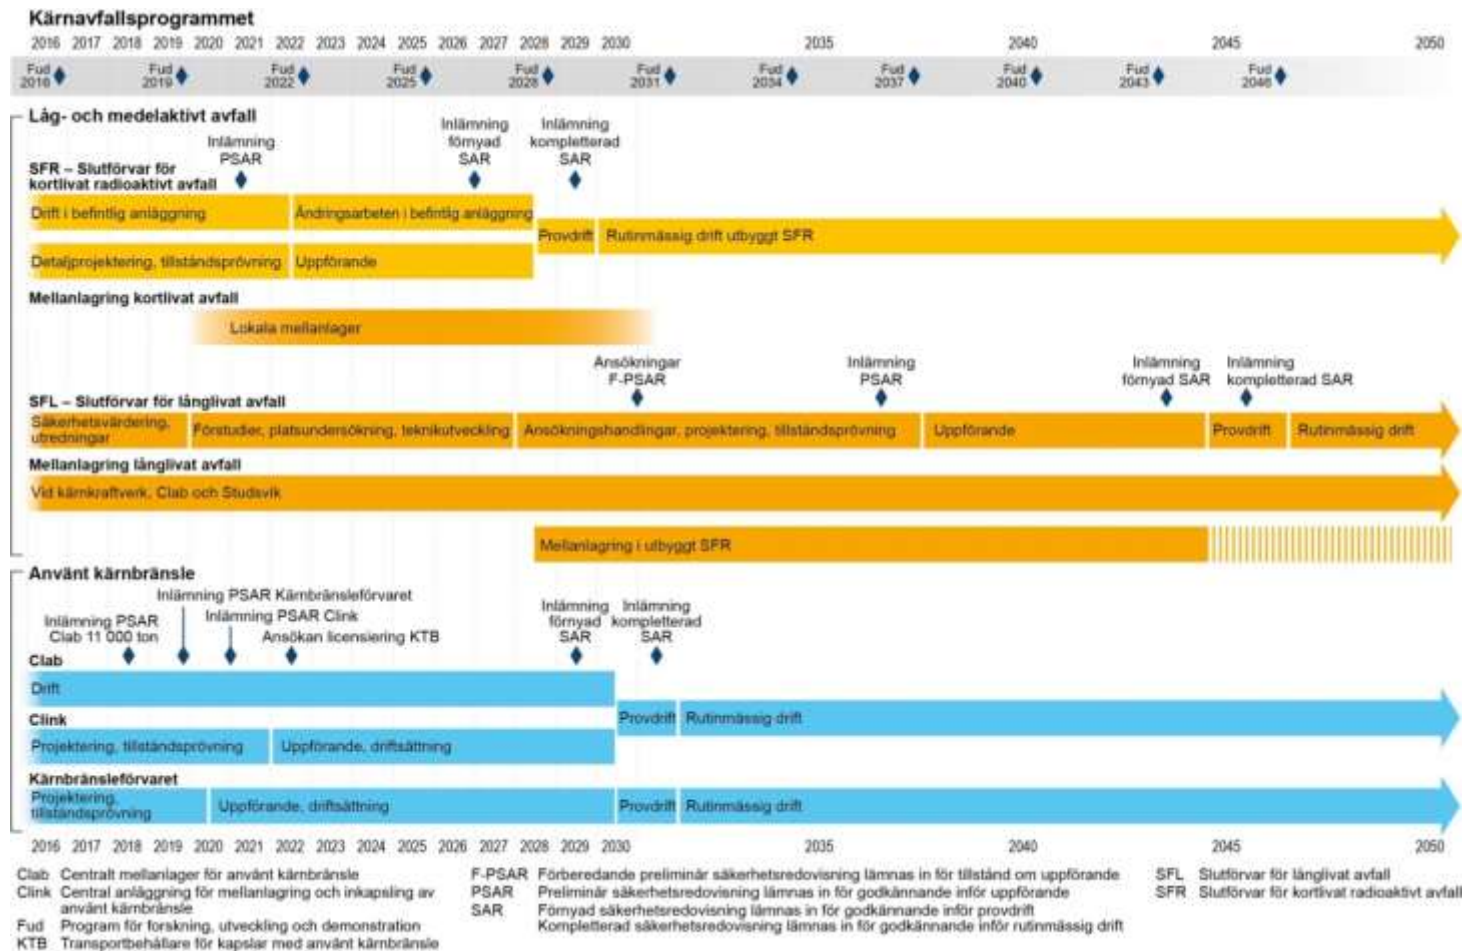 Kärnavfallsprogrammet
2016 2017 2018 2019 2020 2021 2022 2023 2024 2025 2026 2027 2028 2029 2030 2035 2040 2045 2050
Fud 2016 Fud 2019 Fud 2022 Fud 2025 Fud 2028 Fud 2031 Fud 2034 Fud 2037 Fud 2040 Fud 2043 Fud 2046
Låg- och medelaktivt avfall
Inlämning
PSAR
Inlämning
förnyad
SAR
Inlämning
kompletterad
SAR
SFR – Slutförvar för
kortlivat radioaktivt avfall
Drift i befintlig anläggning
Ändringsarbeten i befintlig anläggning
Provdrift
Rutinmässig drift utbyggt SFR
Detaljprojektering, tillståndsprövning
Uppförande
Mellanlagring kortlivat avfall
Lokala mellanlager
Ansökningar
F-PSAR
Inlämning
PSAR
Inlämning
förnyad SAR
Inlämning
kompletterad SAR
SFL – Slutförvar för långlivat avfall
Säkerhetsvärdering,
utredningar
Förstudier, platsundersökning, teknikutveckling
Ansökningshandlingar, projektering, tillståndsprövning
Uppförande
Provdrift
Rutinmässig drift
Mellanlagring långlivat avfall
Vid kärnkraftverk, Clab och Studsvik
Mellanlagring i utbyggt SFR
Använt kärnbränsle
Inlämning PSAR Kärnbränsleförvaret
Inlämning PSAR
Clab 11 000 ton
Inlämning PSAR Clink
Ansökan licensiering KTB
Inlämning
förnyad
SAR
Inlämning
kompletterad
SAR
Clab
Drift
Clink
Provdrift
Rutinmässig drift
Projektering, tillståndsprövning
Uppförande, driftsättning
Kärnbränsleförvaret
Projektering,
tillståndsprövning
Uppförande, driftsättning
Provdrift
Rutinmässig drift
2016 2017 2018 2019 2020 2021 2022 2023 2024 2025 2026 2027 2028 2029 2030 2035 2040 2045 2050
Clab Centralt mellanlager för använt kärnbränsle
Clink Central anläggning för mellanlagring och inkapsling av
använt kärnbränsle
Fud Program för forskning, utveckling och demonstration
KTB Transportbehållare för kapslar med använt kärnbränsle
F-PSAR Förberedande preliminär säkerhetsredovisning lämnas in för tillstånd om uppförande
PSAR Preliminär säkerhetsredovisning lämnas in för godkännande inför uppförande
SAR Förnyad säkerhetsredovisning lämnas in för godkännande inför provdrift
Kompletterad säkerhetsredovisning lämnas in för godkännande inför rutinmässig drift
SFL Slutförvar för långlivat avfall
SFR Slutförvar för kortlivat radioaktivt avfall